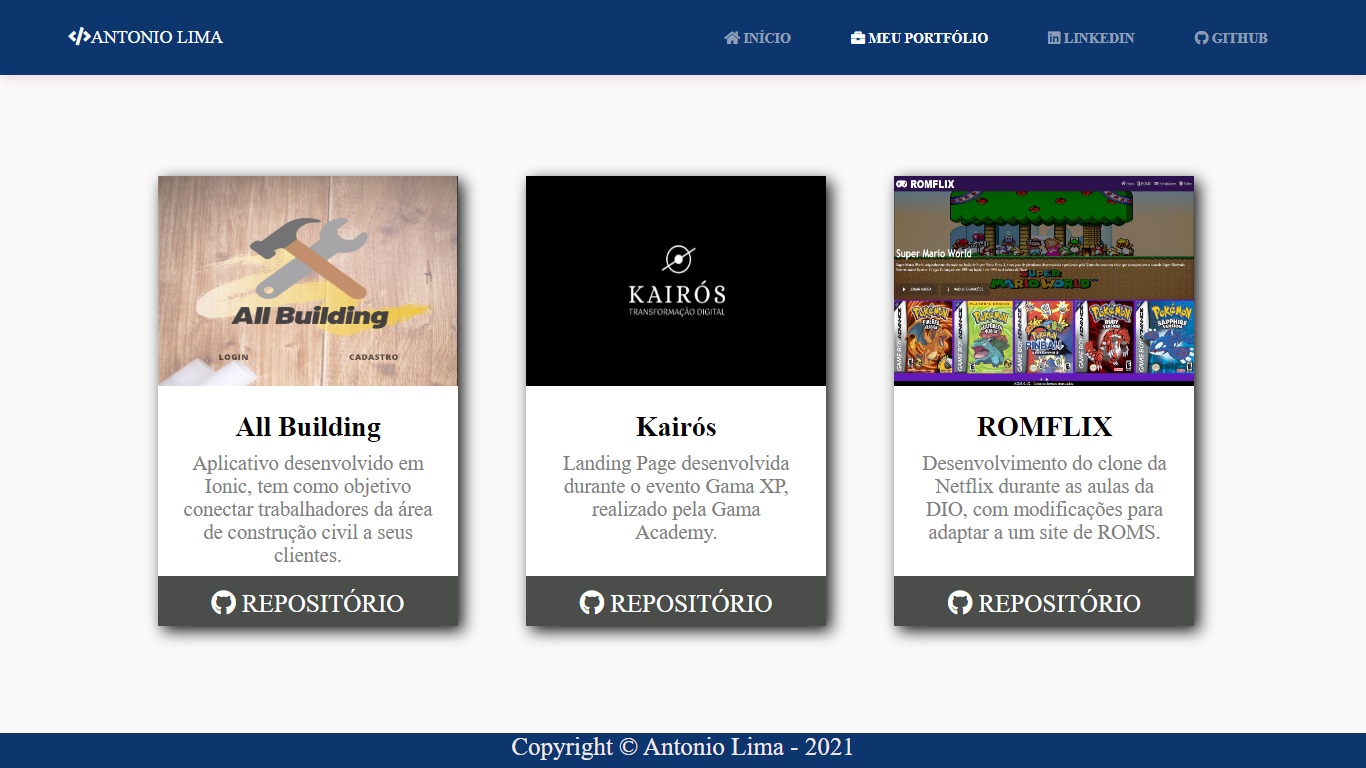 ANTONIO LIMA
INÍCIO
MEU PORTFÓLIO
LINKEDIN
GITHUB
All Building
LOGIN
CADASTRO
KAIRÓS
TRANSFORMAÇÃO DIGITAL
ROMFLIX
Super Mario World
SUPER
MARIO WORLD
All Building
Aplicativo desenvolvido em
Ionic, tem como objetivo
conectar trabalhadores da área
de construção civil a seus
clientes.
REPOSITÓRIO
Kairós
Landing Page desenvolvida
durante o evento Gama XP,
realizado pela Gama
Academy.
REPOSITÓRIO
ROMFLIX
Desenvolvimento do clone da
Netflix durante as aulas da
DIO, com modificações para
adaptar a um site de ROMS.
REPOSITÓRIO
Copyright © Antonio Lima - 2021